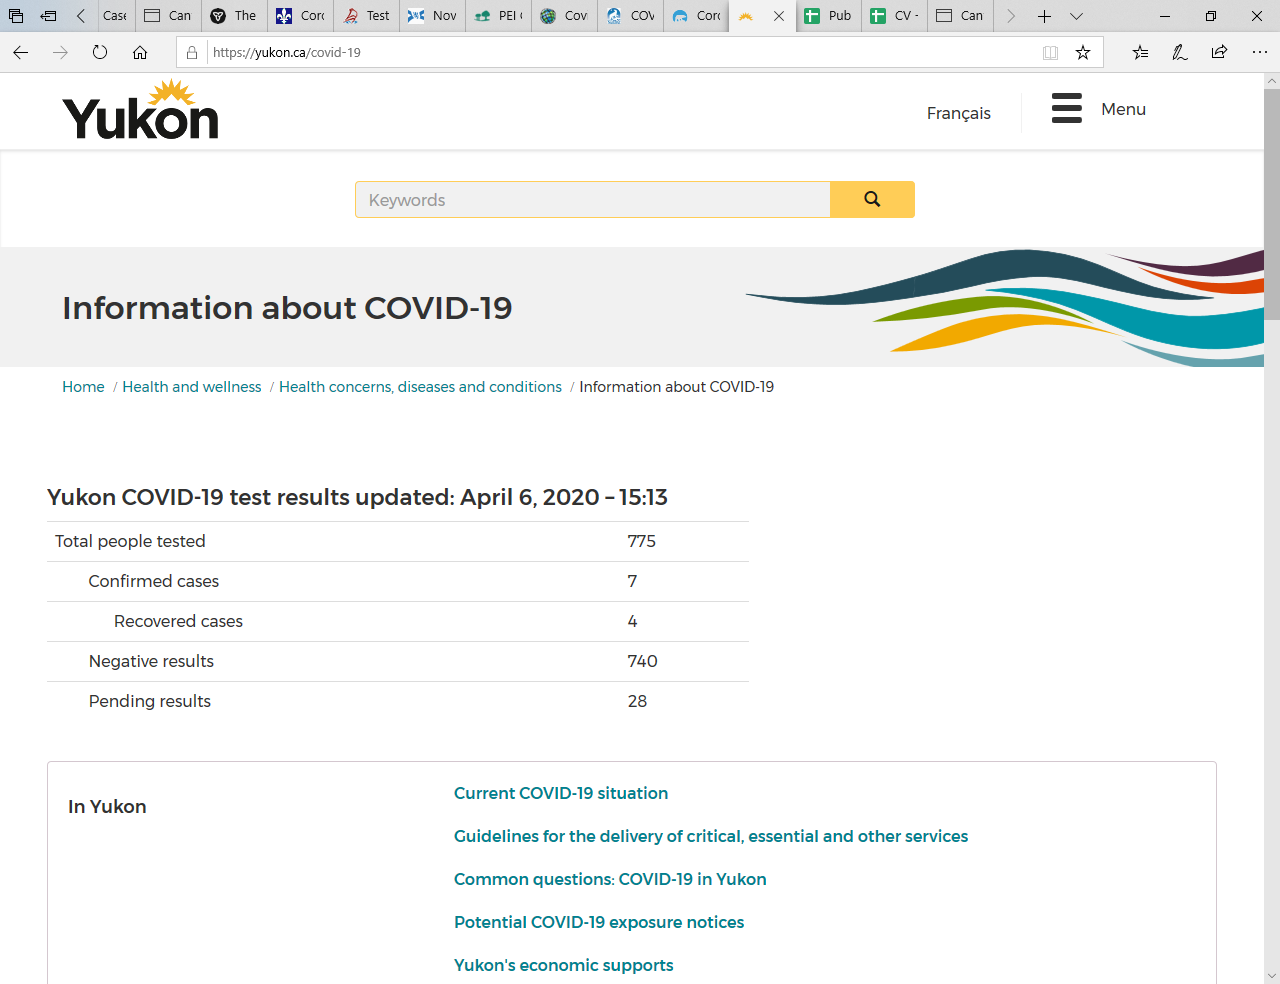 Case
Can
The
Corc
Test
Nov
PEI
Cov
COV
Corc
Pub
CV -
Can
https://yukon.ca/covid-19
Yukon
Français
Menu
Keywords
Information about COVID-19
Home / Health and wellness / Health concerns, diseases and conditions / Information about COVID-19
Yukon COVID-19 test results updated: April 6, 2020 – 15:13
Total people tested 775
Confirmed cases 7
Recovered cases 4
Negative results 740
Pending results 28
In Yukon
Current COVID-19 situation
Guidelines for the delivery of critical, essential and other services
Common questions: COVID-19 in Yukon
Potential COVID-19 exposure notices
Yukon's economic supports